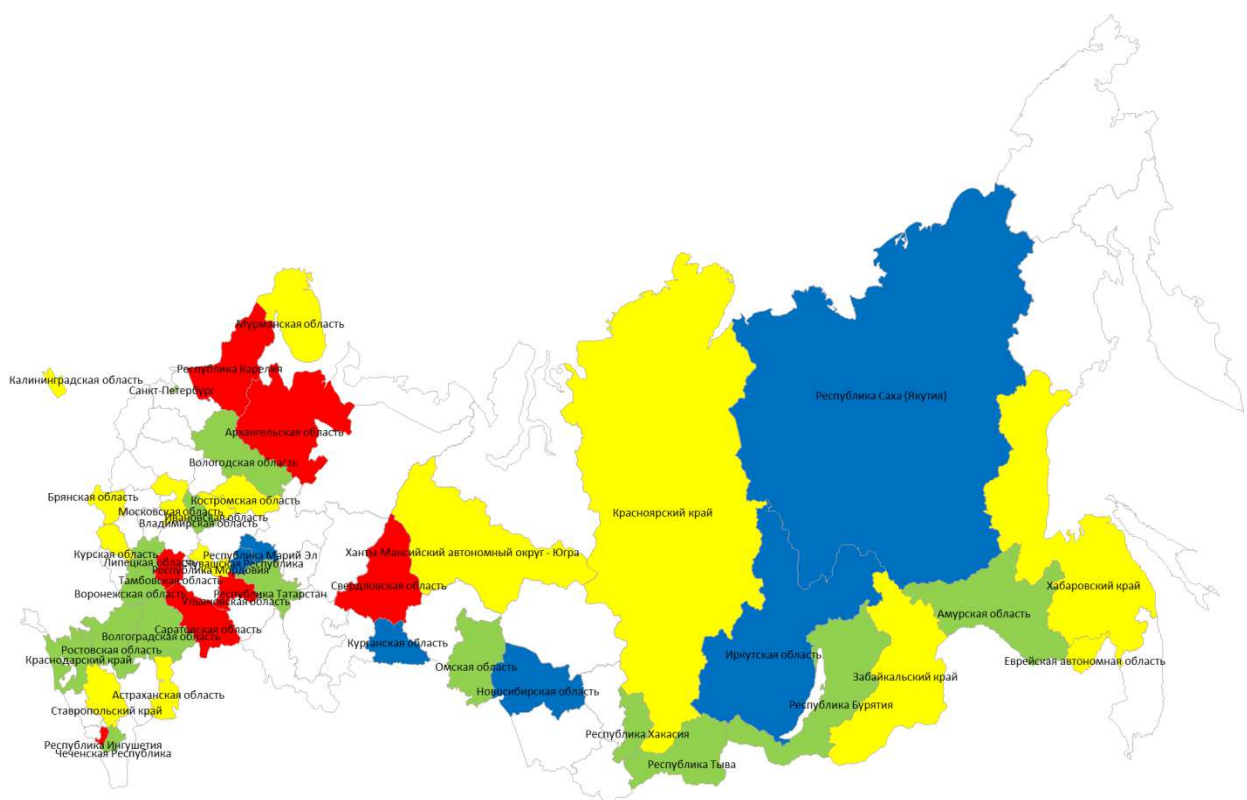 Мурманская область
Республика Карелия
Калининградская область
Санкт-Петербург
Республика Саха (Якутия)
Архангельская область
Вологодская область
Брянская область
Костромская область
Московская область
Ивановская область
Владимирская область
Красноярский край
Курская область
Липецкая область
Республика Марий Эл
Чувашская Республика
Республика Мордовия
Ханты-Мансийский автономный округ - Югра
Тамбовская область
Свердловская область
Хабаровский край
Воронежская область
Республика Татарстан
Ульяновская область
Амурская область
Саратовская область
Волгоградская область
Курганская область
Ростовская область
Иркутская область
Краснодарский край
Омская область
Еврейская автономная область
Забайкальский край
Астраханская область
Новосибирская область
Ставропольский край
Республика Бурятия
Республика Хакасия
Республика Ингушетия
Чеченская Республика
Республика Тыва